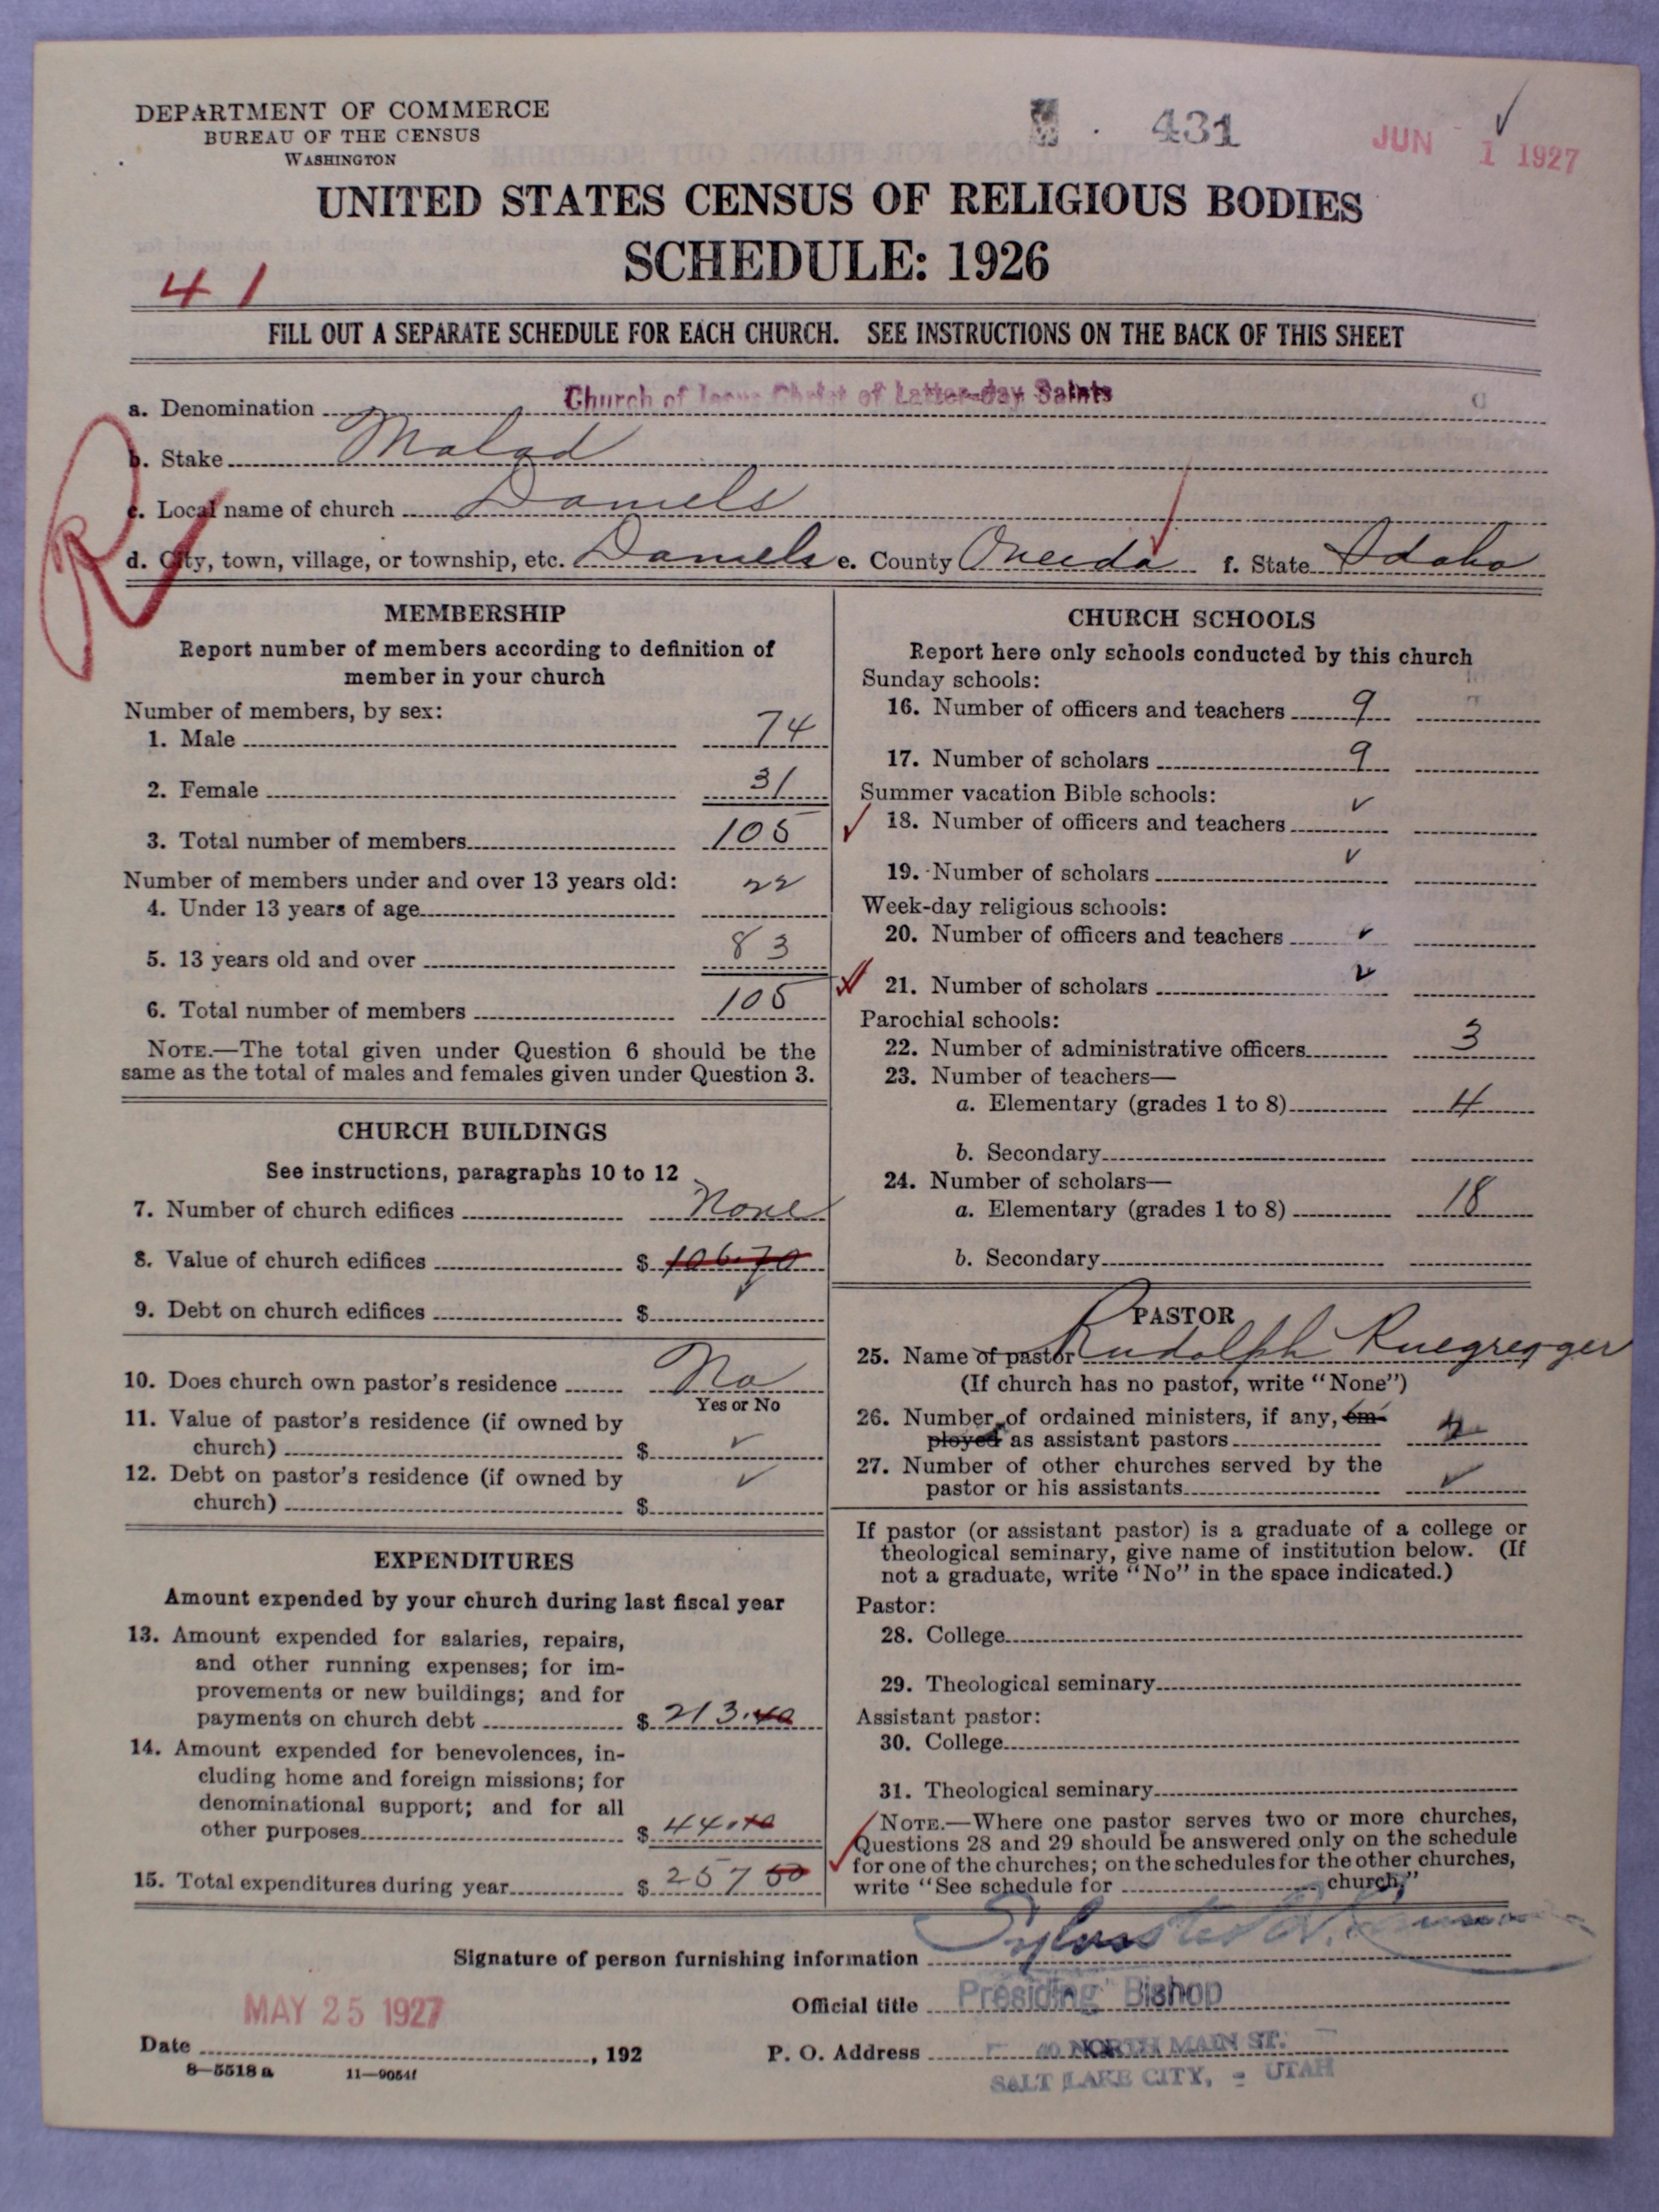 DEPARTMENT OF COMMERCE
BUREAU OF THE CENSUS
WASHINGTON
431
JUN 1 1927
UNITED STATES CENSUS OF RELIGIOUS BODIES
SCHEDULE: 1926
41
FILL OUT A SEPARATE SCHEDULE FOR EACH CHURCH. SEE INSTRUCTIONS ON THE BACK OF THIS SHEET
a. Denomination Church of Jesus Christ of Latter-day Saints
b. Stake Malad
c. Local name of church Daniels
d. City, town, village, or township, etc. Daniels e. County Oneida f. State Idaho
R
MEMBERSHIP
Report number of members according to definition of
member in your church
Number of members, by sex:
1. Male 74
2. Female 31
3. Total number of members 105
Number of members under and over 13 years old:
4. Under 13 years of age 22
5. 13 years old and over 83
6. Total number of members 105
NOTE.—The total given under Question 6 should be the
same as the total of males and females given under Question 3.
CHURCH BUILDINGS
See instructions, paragraphs 10 to 12
7. Number of church edifices None
8. Value of church edifices $ 106.70
9. Debt on church edifices $
10. Does church own pastor's residence No
Yes or No
11. Value of pastor's residence (if owned by
church) $ ✓
12. Debt on pastor's residence (if owned by
church) $ ✓
EXPENDITURES
Amount expended by your church during last fiscal year
13. Amount expended for salaries, repairs,
and other running expenses; for im-
provements or new buildings; and for
payments on church debt $ 213.40
14. Amount expended for benevolences, in-
cluding home and foreign missions; for
denominational support; and for all
other purposes $ 44.10
15. Total expenditures during year $ 257 50
CHURCH SCHOOLS
Report here only schools conducted by this church
Sunday schools:
16. Number of officers and teachers 9
17. Number of scholars 9
Summer vacation Bible schools:
18. Number of officers and teachers ✓
19. Number of scholars ✓
Week-day religious schools:
20. Number of officers and teachers ✓
21. Number of scholars ✓
Parochial schools:
22. Number of administrative officers 3
23. Number of teachers—
a. Elementary (grades 1 to 8) 4
b. Secondary
24. Number of scholars—
a. Elementary (grades 1 to 8) 18
b. Secondary
PASTOR
25. Name of pastor Rudolph Kuegregger
(If church has no pastor, write "None")
26. Number of ordained ministers, if any, em-
ployed as assistant pastors 2
27. Number of other churches served by the
pastor or his assistants ✓
If pastor (or assistant pastor) is a graduate of a college or
theological seminary, give name of institution below. (If
not a graduate, write "No" in the space indicated.)
Pastor:
28. College
29. Theological seminary
Assistant pastor:
30. College
31. Theological seminary
NOTE.—Where one pastor serves two or more churches,
Questions 28 and 29 should be answered only on the schedule
for one of the churches; on the schedules for the other churches,
write "See schedule for church."
Signature of person furnishing information Sylvester Q. Cannon
Official title Presiding Bishop
MAY 25 1927
Date , 192
P. O. Address 40 NORTH MAIN ST.
SALT LAKE CITY, - UTAH
8—5518 a 11—9054f